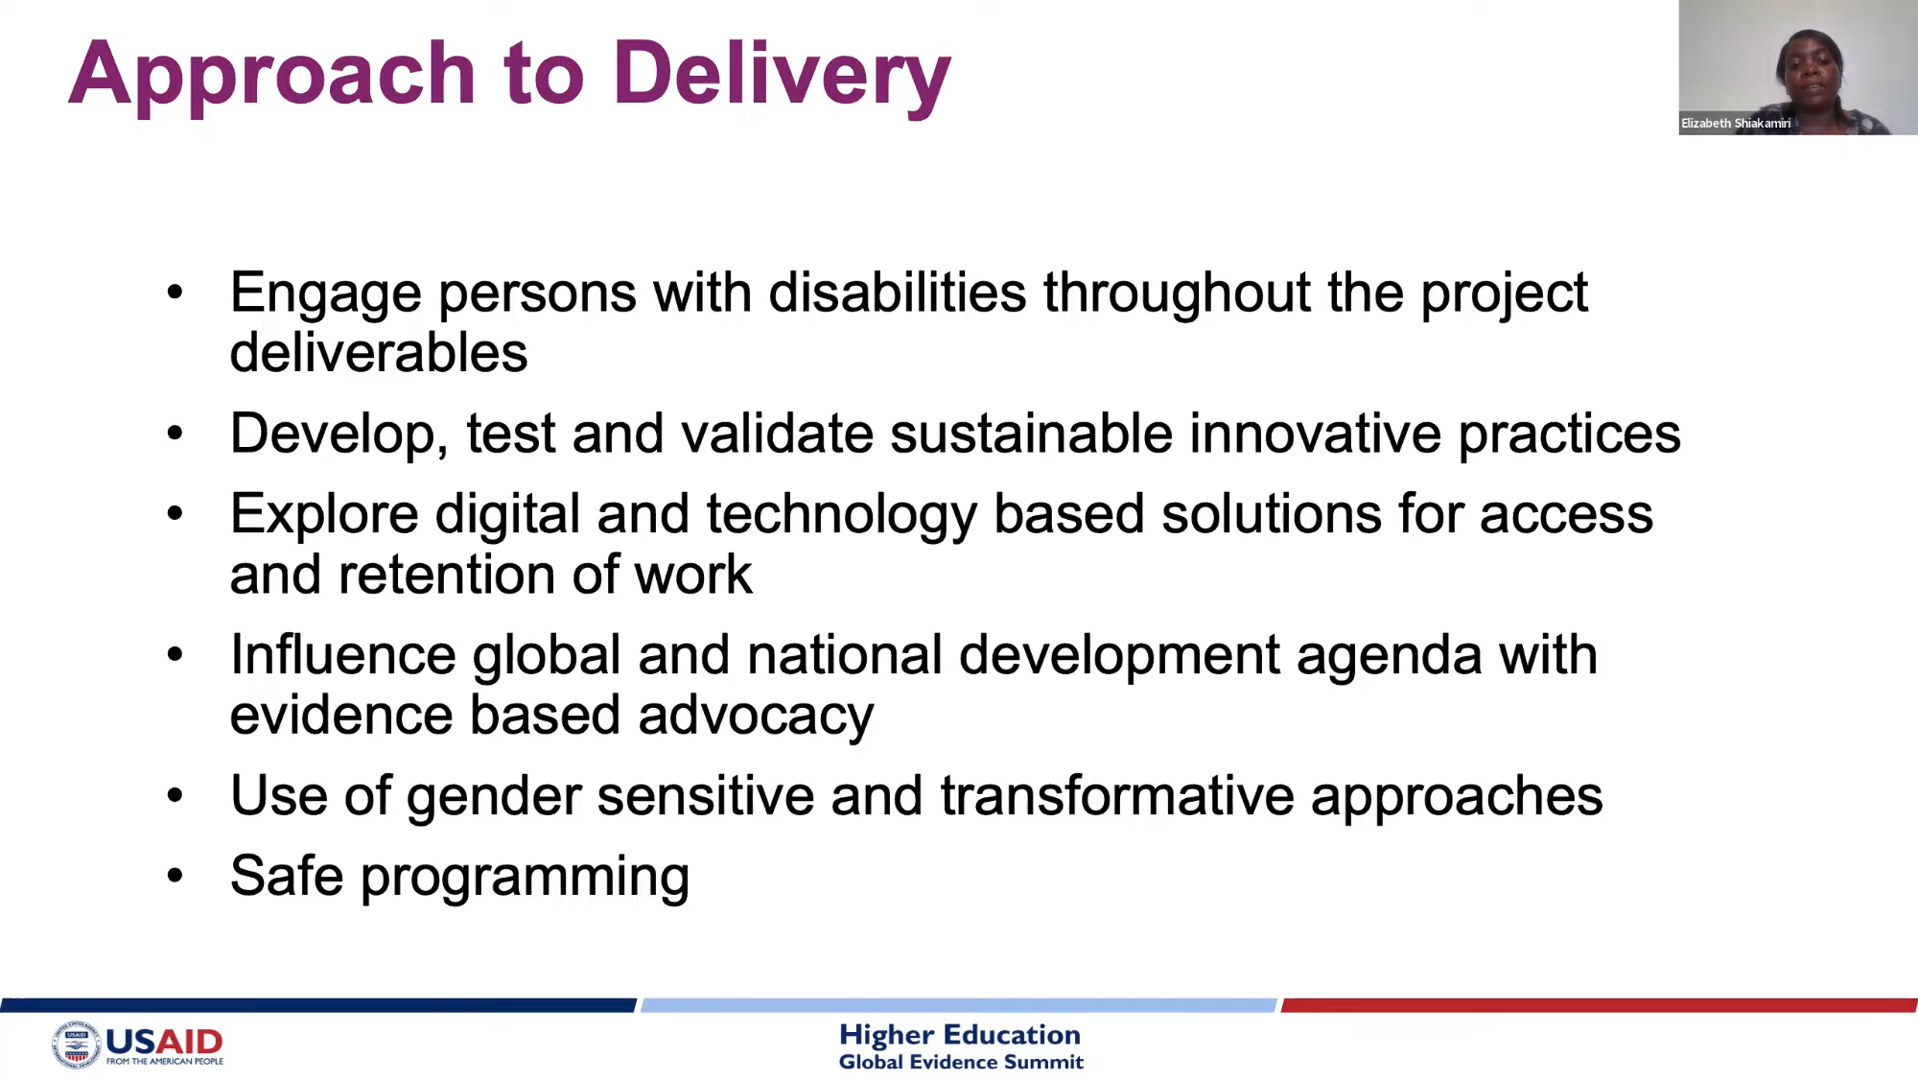 Approach to Delivery
Elizabeth Shiakamiri
• Engage persons with disabilities throughout the project
deliverables
• Develop, test and validate sustainable innovative practices
• Explore digital and technology based solutions for access
and retention of work
• Influence global and national development agenda with
evidence based advocacy
• Use of gender sensitive and transformative approaches
• Safe programming
USAID
FROM THE AMERICAN PEOPLE
Higher Education
Global Evidence Summit